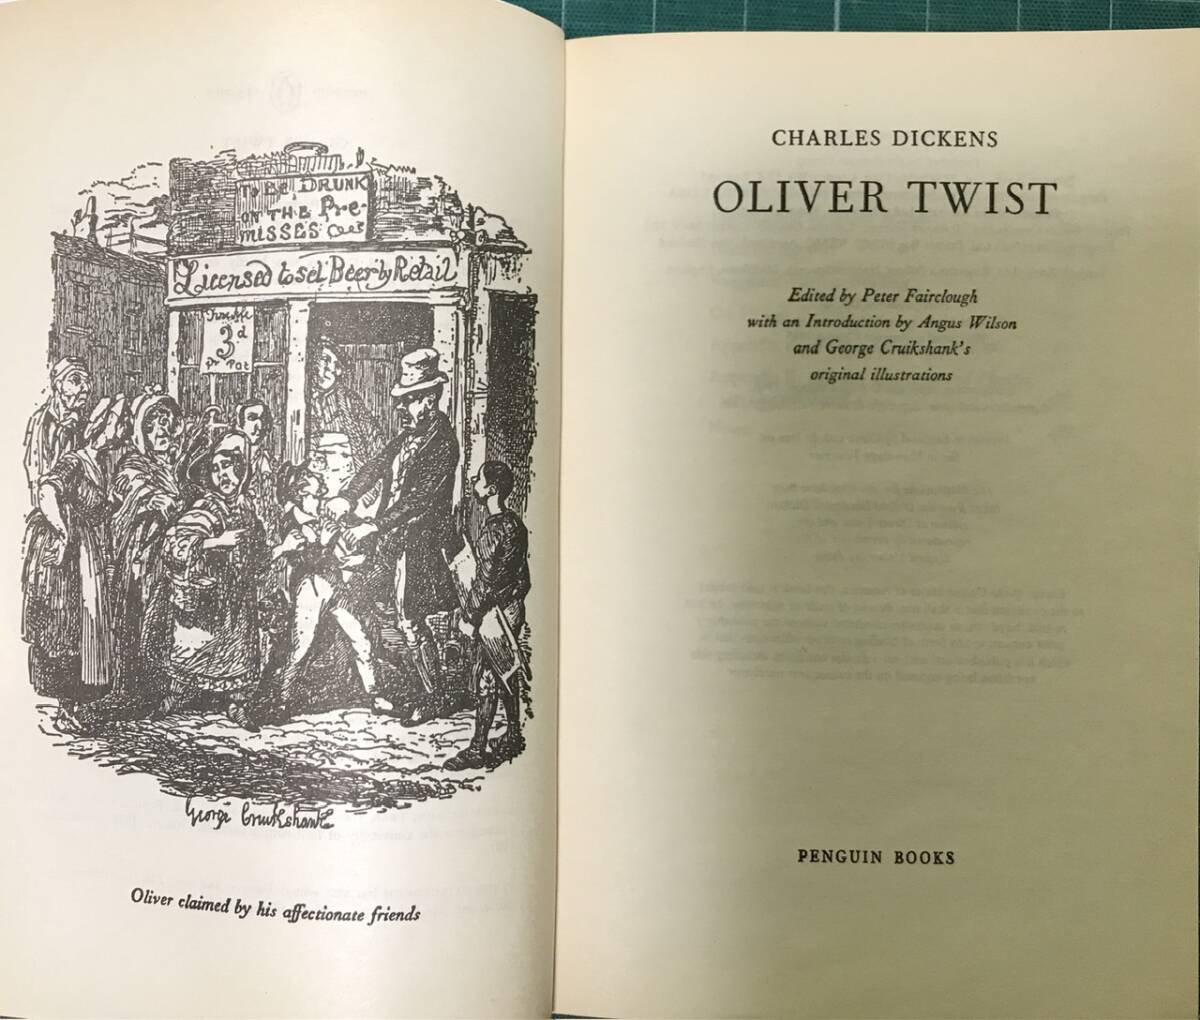 TO BE DRUNK
ON THE Pre-
MISSES
Licensed to sel Beer by Retail
3d
Pr Pot
George Cruikshank
Oliver claimed by his affectionate friends
CHARLES DICKENS
OLIVER TWIST
Edited by Peter Fairclough
with an Introduction by Angus Wilson
and George Cruikshank's
original illustrations
PENGUIN BOOKS